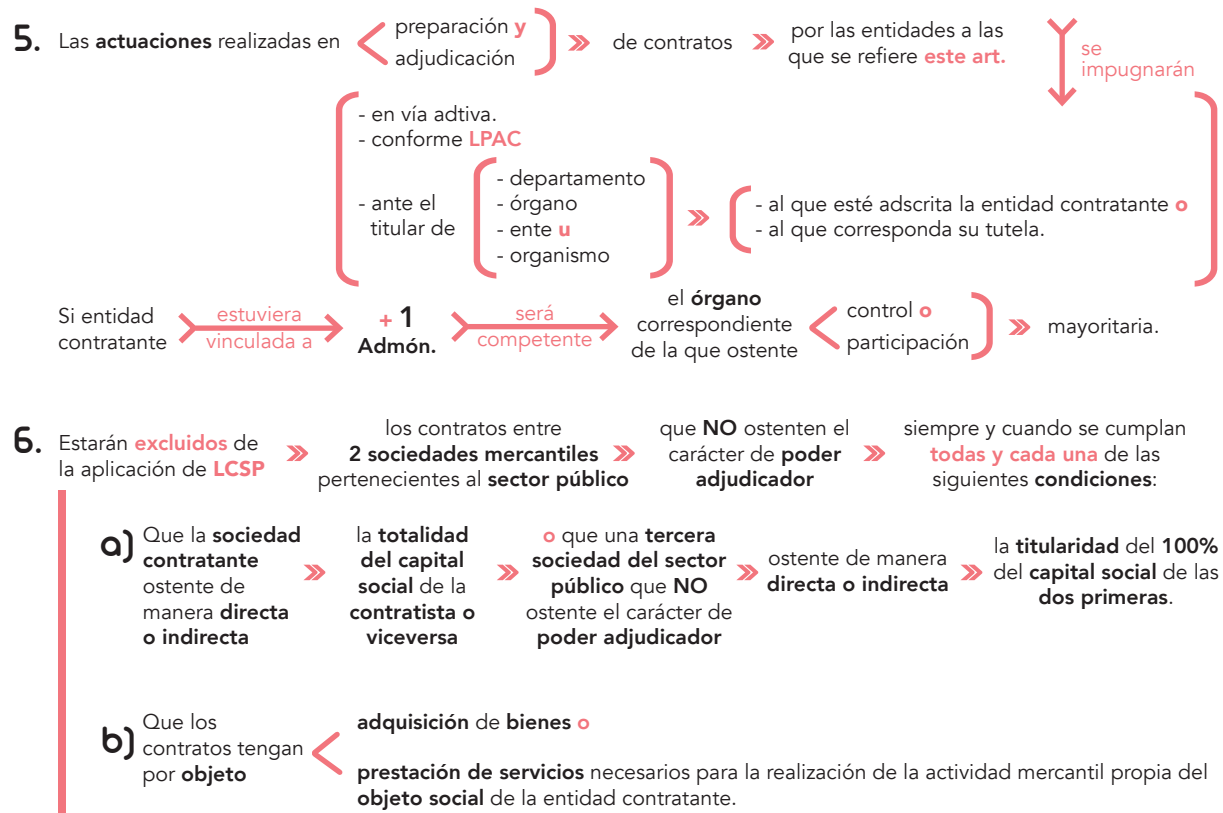 5. Las actuaciones realizadas en
preparación y
adjudicación
de contratos
por las entidades a las
que se refiere este art.
se
impugnarán
- en vía adtiva.
- conforme LPAC
- ante el
titular de
- departamento
- órgano
- ente u
- organismo
- al que esté adscrita la entidad contratante o
- al que corresponda su tutela.
Si entidad
contratante
estuviera
vinculada a
+ 1
Admón.
será
competente
el órgano
correspondiente
de la que ostente
control o
participación
mayoritaria.
6. Estarán excluidos de
la aplicación de LCSP
los contratos entre
2 sociedades mercantiles
pertenecientes al sector público
que NO ostenten el
carácter de poder
adjudicador
siempre y cuando se cumplan
todas y cada una de las
siguientes condiciones:
a) Que la sociedad
contratante
ostente de
manera directa
o indirecta
la totalidad
del capital
social de la
contratista o
viceversa
o que una tercera
sociedad del sector
público que NO
ostente el carácter de
poder adjudicador
ostente de manera
directa o indirecta
la titularidad del 100%
del capital social de las
dos primeras.
b) Que los
contratos tengan
por objeto
adquisición de bienes o
prestación de servicios necesarios para la realización de la actividad mercantil propia del
objeto social de la entidad contratante.